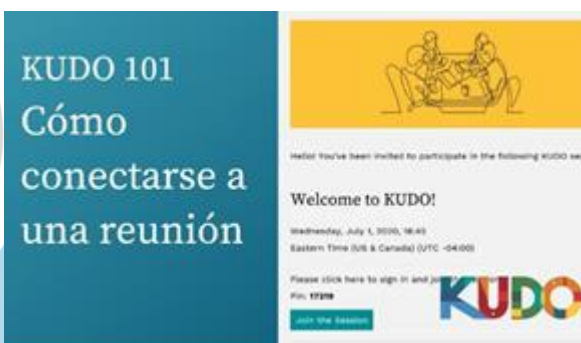 KUDO 101
Cómo
conectarse a
una reunión
Hello! You've been invited to participate in the following KUDO
Welcome to KUDO!
Wednesday, July 1, 2020, 18:45
Eastern Time (US & Canada) (UTC -04:00)
Please click here to sign in and
Pin: 17319
Join the Session
KUDO